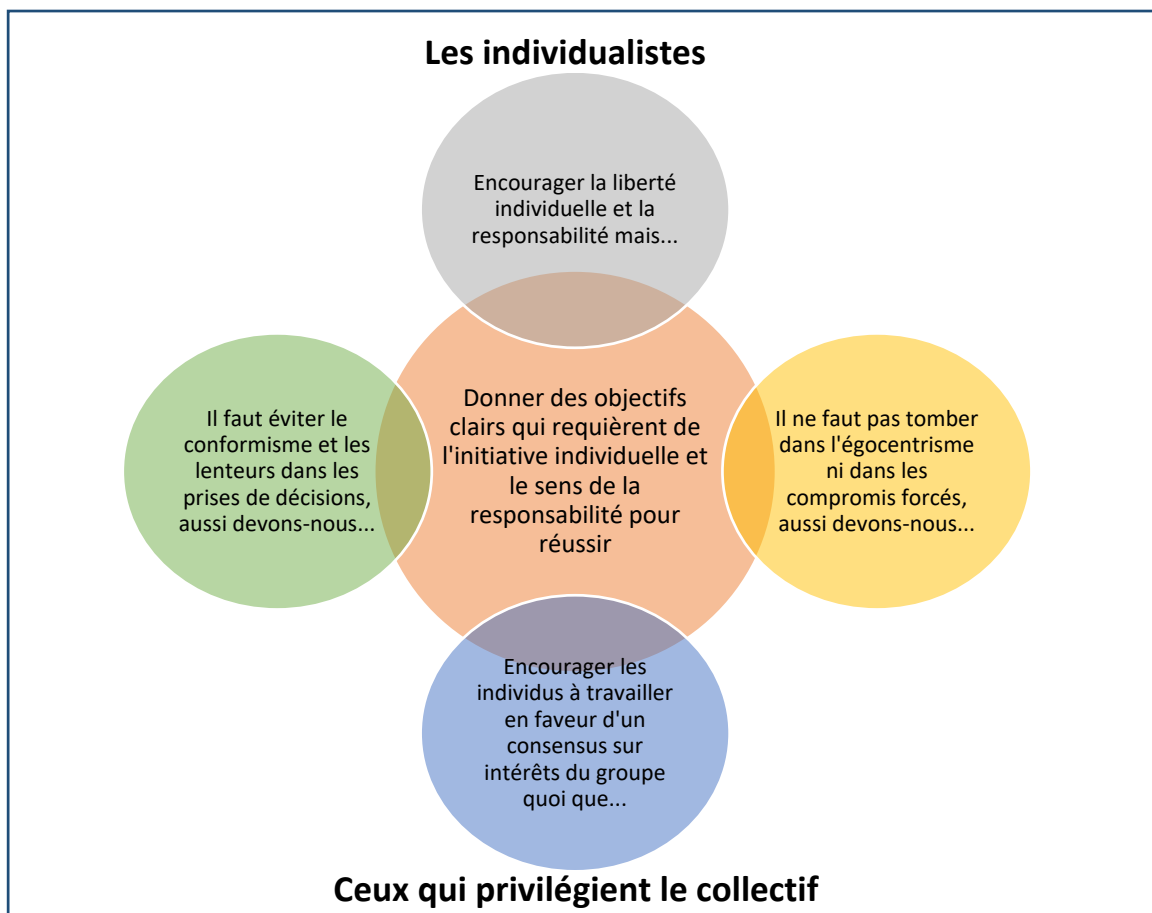 Les individualistes
Encourager la liberté
individuelle et la
responsabilité mais...
Il faut éviter le
conformisme et les
lenteurs dans les
prises de décisions,
aussi devons-nous...
Donner des objectifs
clairs qui requièrent de
l'initiative individuelle et
le sens de la
responsabilité pour
réussir
Il ne faut pas tomber
dans l'égocentrisme
ni dans les
compromis forcés,
aussi devons-nous...
Encourager les
individus à travailler
en faveur d'un
consensus sur
intérêts du groupe
quoi que...
Ceux qui privilégient le collectif